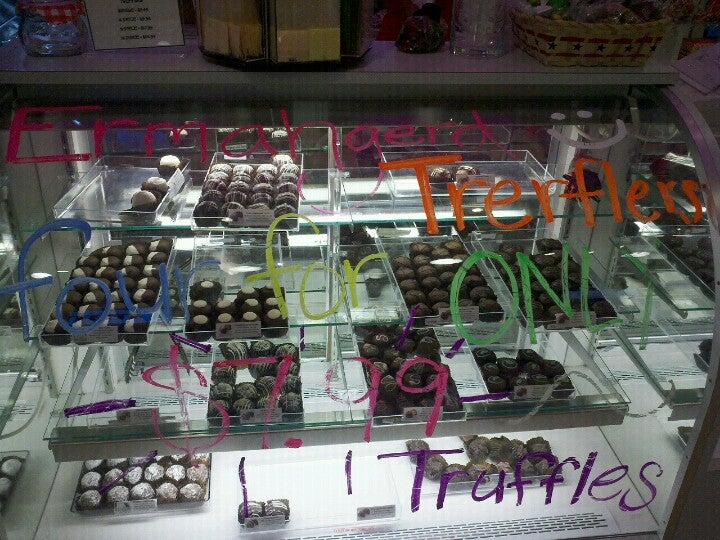 Ermahgerd
Trerflers
four for ONLY
$7.99
Truffles